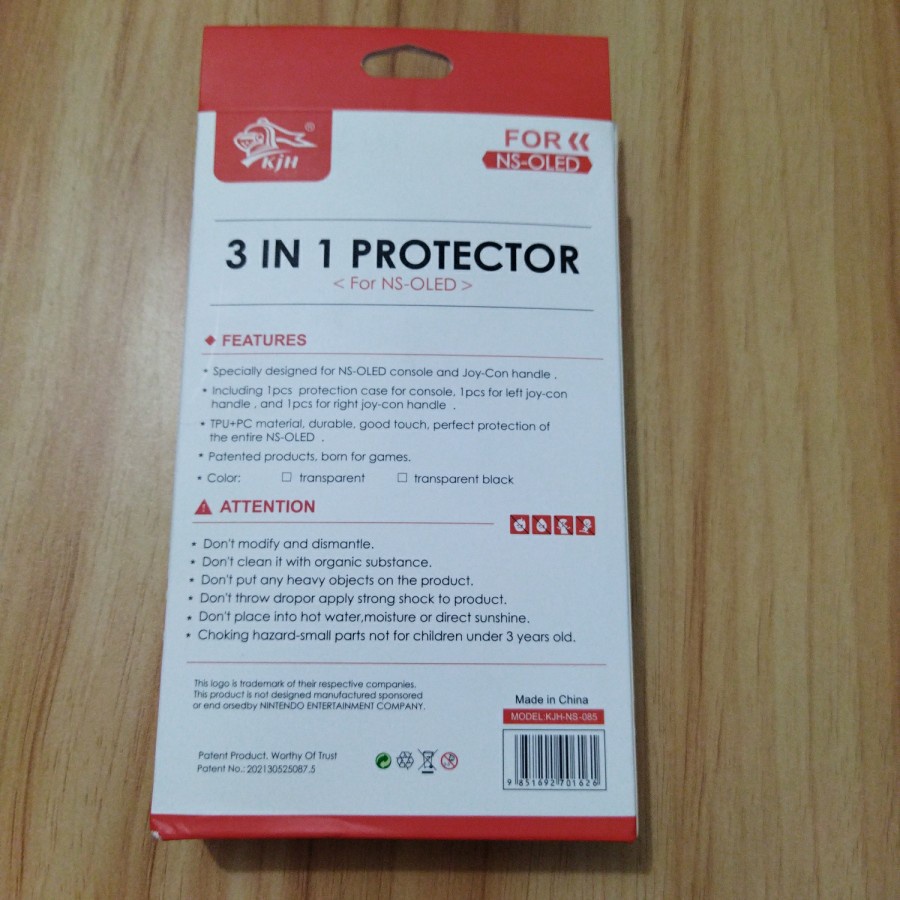 KJH ®
FOR
NS-OLED
3 IN 1 PROTECTOR
< For NS-OLED >
FEATURES
• Specially designed for NS-OLED console and Joy-Con handle .
• Including 1pcs protection case for console, 1pcs for left joy-con
handle , and 1pcs for right joy-con handle .
• TPU+PC material, durable, good touch, perfect protection of
the entire NS-OLED .
• Patented products, born for games.
• Color: ☐ transparent ☐ transparent black
ATTENTION
• Don't modify and dismantle.
• Don't clean it with organic substance.
• Don't put any heavy objects on the product.
• Don't throw dropor apply strong shock to product.
• Don't place into hot water,moisture or direct sunshine.
• Choking hazard-small parts not for children under 3 years old.
This logo is trademark of their respective companies.
This product is not designed manufactured sponsored
or end orsedby NINTENDO ENTERTAINMENT COMPANY.
Made in China
MODEL:KJH-NS-085
Patent Product, Worthy Of Trust
Patent No.: 202130525087.5
9 851692 701626